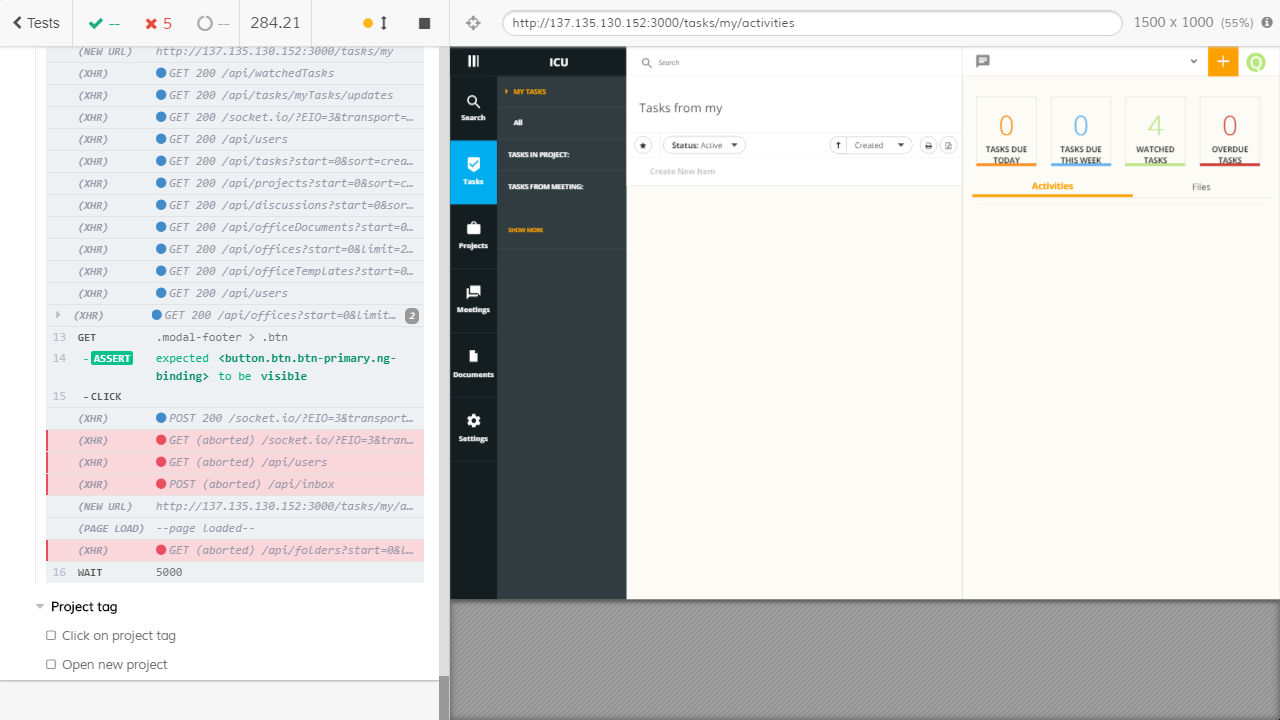 Tests
--
5
--
284.21
http://137.135.130.152:3000/tasks/my/activities
1500 x 1000 (55%)
(NEW URL) http://137.135.130.152:3000/tasks/my
(XHR) GET 200 /api/watchedTasks
(XHR) GET 200 /api/tasks/myTasks/updates
(XHR) GET 200 /socket.io/?EIO=3&transport=…
(XHR) GET 200 /api/users
(XHR) GET 200 /api/tasks?start=0&sort=crea…
(XHR) GET 200 /api/projects?start=0&sort=c…
(XHR) GET 200 /api/discussions?start=0&sor…
(XHR) GET 200 /api/officeDocuments?start=0…
(XHR) GET 200 /api/offices?start=0&limit=2…
(XHR) GET 200 /api/officeTemplates?start=0…
(XHR) GET 200 /api/users
(XHR) GET 200 /api/offices?start=0&limit… 2
13 GET .modal-footer > .btn
14 - ASSERT expected <button.btn.btn-primary.ng-
binding> to be visible
15 - CLICK
(XHR) POST 200 /socket.io/?EIO=3&transport…
(XHR) GET (aborted) /socket.io/?EIO=3&tran…
(XHR) GET (aborted) /api/users
(XHR) POST (aborted) /api/inbox
(NEW URL) http://137.135.130.152:3000/tasks/my/a…
(PAGE LOAD) --page loaded--
(XHR) GET (aborted) /api/folders?start=0&l…
16 WAIT 5000
Project tag
Click on project tag
Open new project
ICU
Search
Tasks
Projects
Meetings
Documents
Settings
MY TASKS
All
TASKS IN PROJECT:
TASKS FROM MEETING:
SHOW MORE
Search
Tasks from my
Status: Active
Created
Create New Item
0 TASKS DUE TODAY
0 TASKS DUE THIS WEEK
4 WATCHED TASKS
0 OVERDUE TASKS
Activities
Files